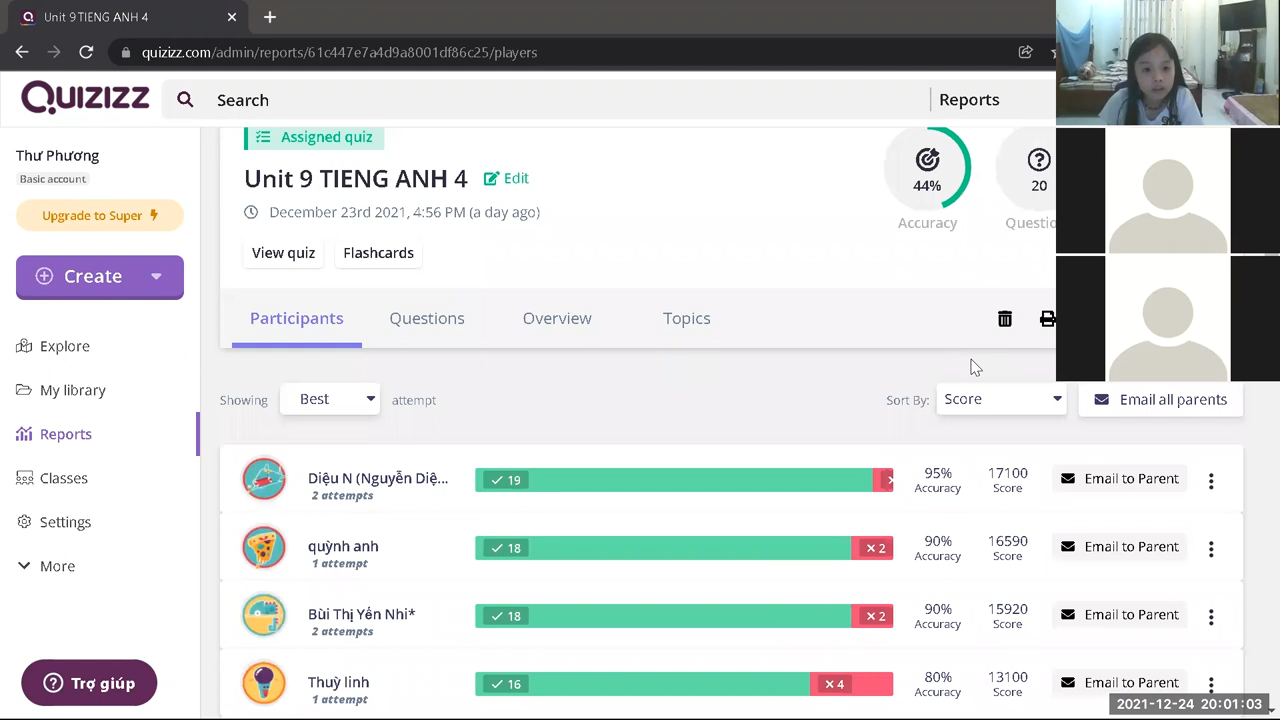 Unit 9 TIENG ANH 4
quizizz.com/admin/reports/61c447e7a4d9a8001df86c25/players
QUIZIZZ
Search
Reports
Thư Phương
Basic account
Upgrade to Super
Create
Explore
My library
Reports
Classes
Settings
More
Trợ giúp
Assigned quiz
Unit 9 TIENG ANH 4
Edit
December 23rd 2021, 4:56 PM (a day ago)
View quiz
Flashcards
44%
Accuracy
20
Participants
Questions
Overview
Topics
Showing
Best
attempt
Sort By:
Score
Email all parents
Diệu N (Nguyễn Diệ...
2 attempts
19
95%
Accuracy
17100
Score
Email to Parent
quỳnh anh
1 attempt
18
2
90%
Accuracy
16590
Score
Email to Parent
Bùi Thị Yến Nhi*
2 attempts
18
2
90%
Accuracy
15920
Score
Email to Parent
Thuỳ linh
1 attempt
16
4
80%
Accuracy
13100
Score
Email to Parent
2021-12-24 20:01:03